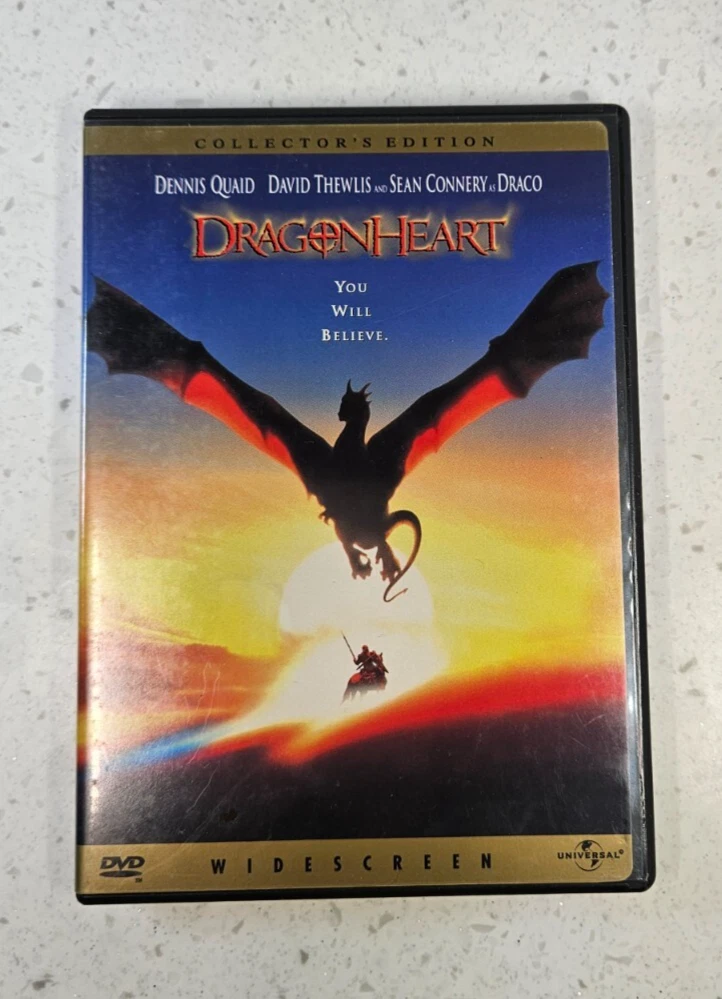 COLLECTOR'S EDITION
DENNIS QUAID DAVID THEWLIS AND SEAN CONNERY AS DRACO
DRAGONHEART
YOU
WILL
BELIEVE.
DVD WIDESCREEN UNIVERSAL